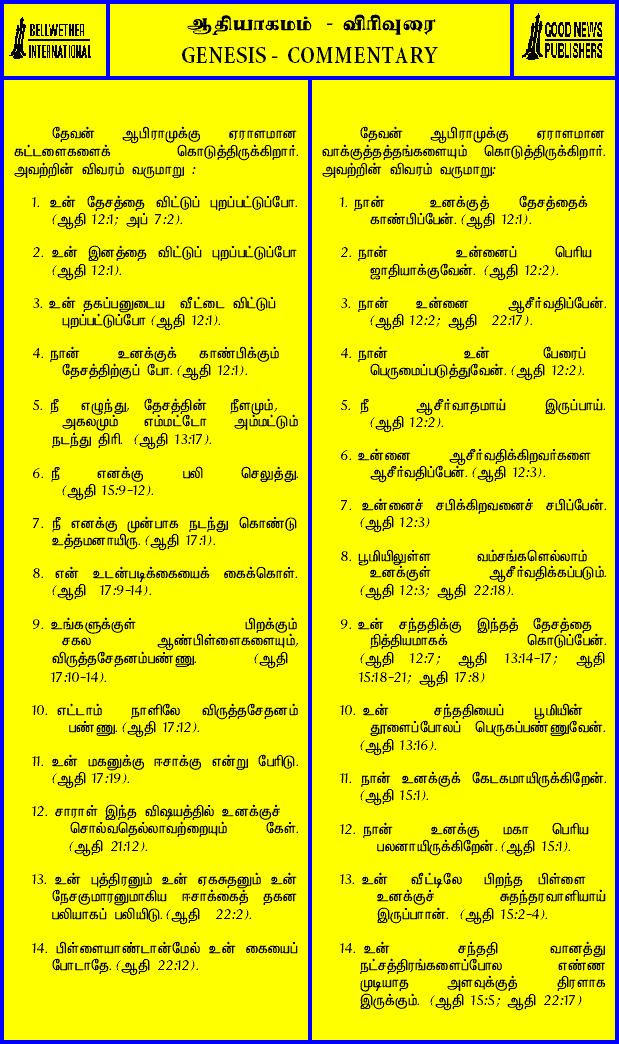 BELLWETHER
INTERNATIONAL
ஆதியாகமம் - விரிவுரை
GENESIS - COMMENTARY
GOOD NEWS
PUBLISHERS
தேவன் ஆபிராமுக்கு ஏராளமான
கட்டளைகளைக் கொடுத்திருக்கிறார்.
அவற்றின் விவரம் வருமாறு :
1. உன் தேசத்தை விட்டுப் புறப்பட்டுப்போ.
(ஆதி 12:1; அப் 7:2).
2. உன் இனத்தை விட்டுப் புறப்பட்டுப்போ
(ஆதி 12:1).
3. உன் தகப்பனுடைய வீட்டை விட்டுப்
புறப்பட்டுப்போ (ஆதி 12:1).
4. நான் உனக்குக் காண்பிக்கும்
தேசத்திற்குப் போ. (ஆதி 12:1).
5. நீ எழுந்து, தேசத்தின் நீளமும்,
அகலமும் எம்மட்டோ அம்மட்டும்
நடந்து திரி. (ஆதி 13:17).
6. நீ எனக்கு பலி செலுத்து.
(ஆதி 15:9-12).
7. நீ எனக்கு முன்பாக நடந்து கொண்டு
உத்தமனாயிரு. (ஆதி 17:1).
8. என் உடன்படிக்கையைக் கைக்கொள்.
(ஆதி 17:9-14).
9. உங்களுக்குள் பிறக்கும்
சகல ஆண்பிள்ளைகளையும்,
விருத்தசேதனம்பண்ணு. (ஆதி
17:10-14).
10. எட்டாம் நாளிலே விருத்தசேதனம்
பண்ணு. (ஆதி 17:12).
11. உன் மகனுக்கு ஈசாக்கு என்று பேரிடு.
(ஆதி 17:19).
12. சாராள் இந்த விஷயத்தில் உனக்குச்
சொல்வதெல்லாவற்றையும் கேள்.
(ஆதி 21:12).
13. உன் புத்திரனும் உன் ஏகசுதனும் உன்
நேசகுமாரனுமாகிய ஈசாக்கைத் தகன
பலியாகப் பலியிடு. (ஆதி 22:2).
14. பிள்ளையாண்டான்மேல் உன் கையைப்
போடாதே. (ஆதி 22:12).
தேவன் ஆபிராமுக்கு ஏராளமான
வாக்குத்தத்தங்களையும் கொடுத்திருக்கிறார்.
அவற்றின் விவரம் வருமாறு:
1. நான் உனக்குத் தேசத்தைக்
காண்பிப்பேன். (ஆதி 12:1).
2. நான் உன்னைப் பெரிய
ஜாதியாக்குவேன். (ஆதி 12:2).
3. நான் உன்னை ஆசீர்வதிப்பேன்.
(ஆதி 12:2; ஆதி 22:17).
4. நான் உன் பேரைப்
பெருமைப்படுத்துவேன். (ஆதி 12:2).
5. நீ ஆசீர்வாதமாய் இருப்பாய்.
(ஆதி 12:2).
6. உன்னை ஆசீர்வதிக்கிறவர்களை
ஆசீர்வதிப்பேன். (ஆதி 12:3).
7. உன்னைச் சபிக்கிறவனைச் சபிப்பேன்.
(ஆதி 12:3)
8. பூமியிலுள்ள வம்சங்களெல்லாம்
உனக்குள் ஆசீர்வதிக்கப்படும்.
(ஆதி 12:3; ஆதி 22:18).
9. உன் சந்ததிக்கு இந்தத் தேசத்தை
நித்தியமாகக் கொடுப்பேன்.
(ஆதி 12:7; ஆதி 13:14-17; ஆதி
15:18-21; ஆதி 17:8)
10. உன் சந்ததியைப் பூமியின்
தூளைப்போலப் பெருகப்பண்ணுவேன்.
(ஆதி 13:16).
11. நான் உனக்குக் கேடகமாயிருக்கிறேன்.
(ஆதி 15:1).
12. நான் உனக்கு மகா பெரிய
பலனாயிருக்கிறேன். (ஆதி 15:1).
13. உன் வீட்டிலே பிறந்த பிள்ளை
உனக்குச் சுதந்தரவாளியாய்
இருப்பாான். (ஆதி 15:2-4).
14. உன் சந்ததி வானத்து
நட்சத்திரங்களைப்போல எண்ண
முடியாத அளவுக்குத் திரளாக
இருக்கும். (ஆதி 15:5; ஆதி 22:17)